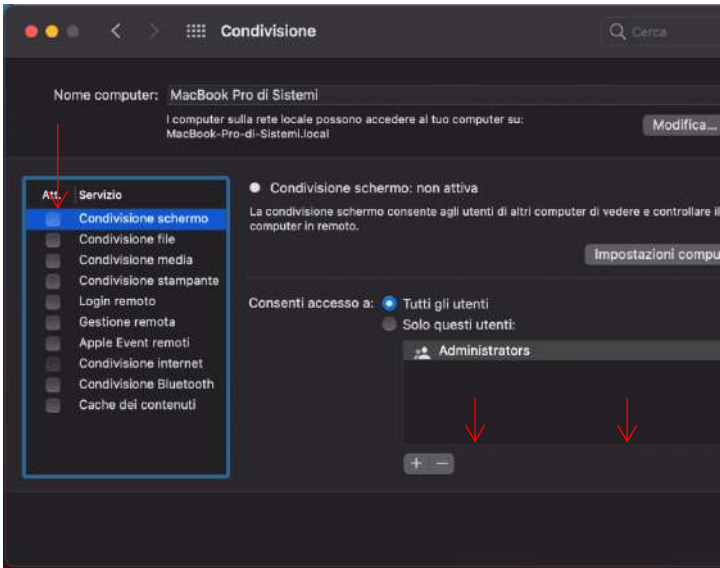 Condivisione
Cerca
Nome computer: MacBook Pro di Sistemi
I computer sulla rete locale possono accedere al tuo computer su:
MacBook-Pro-di-Sistemi.local
Modifica...
Att. Servizio
Condivisione schermo
Condivisione file
Condivisione media
Condivisione stampante
Login remoto
Gestione remota
Apple Event remoti
Condivisione internet
Condivisione Bluetooth
Cache dei contenuti
Condivisione schermo: non attiva
La condivisione schermo consente agli utenti di altri computer di vedere e controllare il
computer in remoto.
Impostazioni compu
Consenti accesso a: Tutti gli utenti
Solo questi utenti:
Administrators
+ −